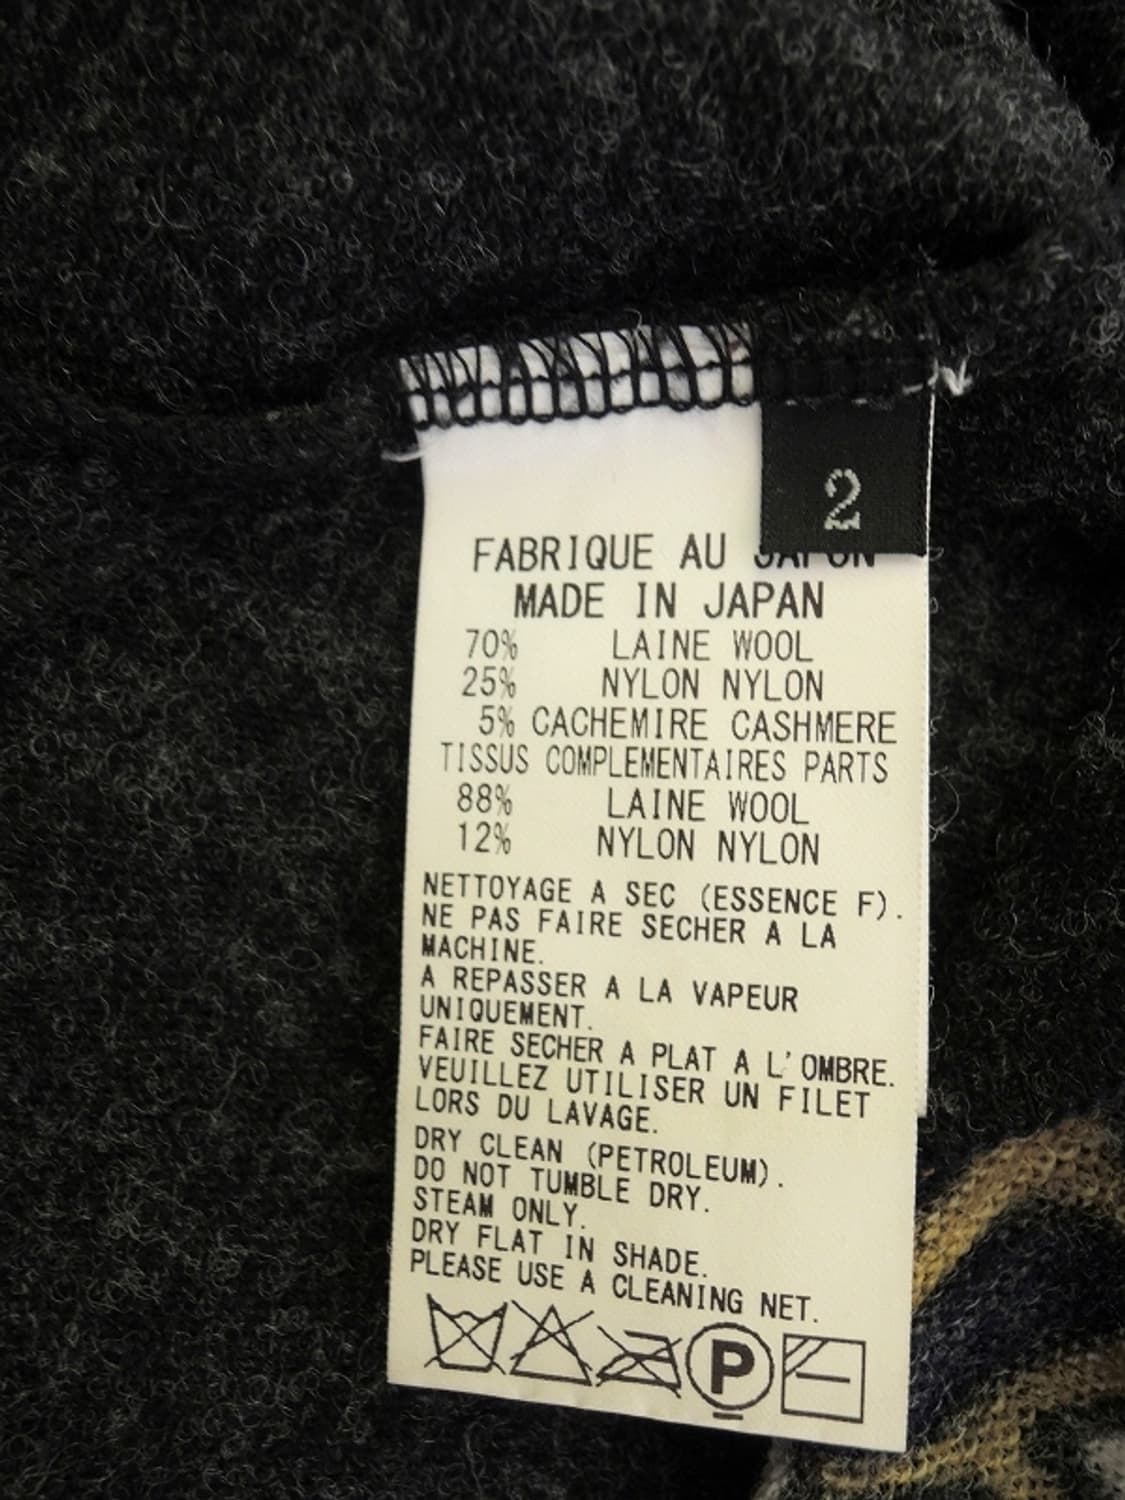 2
FABRIQUE AU JAPON
MADE IN JAPAN
70% LAINE WOOL
25% NYLON NYLON
5% CACHEMIRE CASHMERE
TISSUS COMPLEMENTAIRES PARTS
88% LAINE WOOL
12% NYLON NYLON
NETTOYAGE A SEC (ESSENCE F).
NE PAS FAIRE SECHER A LA
MACHINE.
A REPASSER A LA VAPEUR
UNIQUEMENT.
FAIRE SECHER A PLAT A L'OMBRE.
VEUILLEZ UTILISER UN FILET
LORS DU LAVAGE.
DRY CLEAN (PETROLEUM).
DO NOT TUMBLE DRY.
STEAM ONLY.
DRY FLAT IN SHADE.
PLEASE USE A CLEANING NET.
P